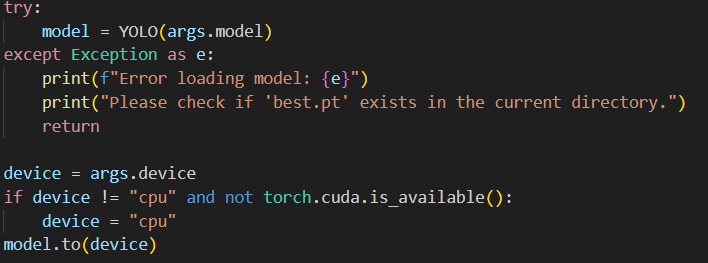 try:
    model = YOLO(args.model)
except Exception as e:
    print(f"Error loading model: {e}")
    print("Please check if 'best.pt' exists in the current directory.")
    return

device = args.device
if device != "cpu" and not torch.cuda.is_available():
    device = "cpu"
model.to(device)